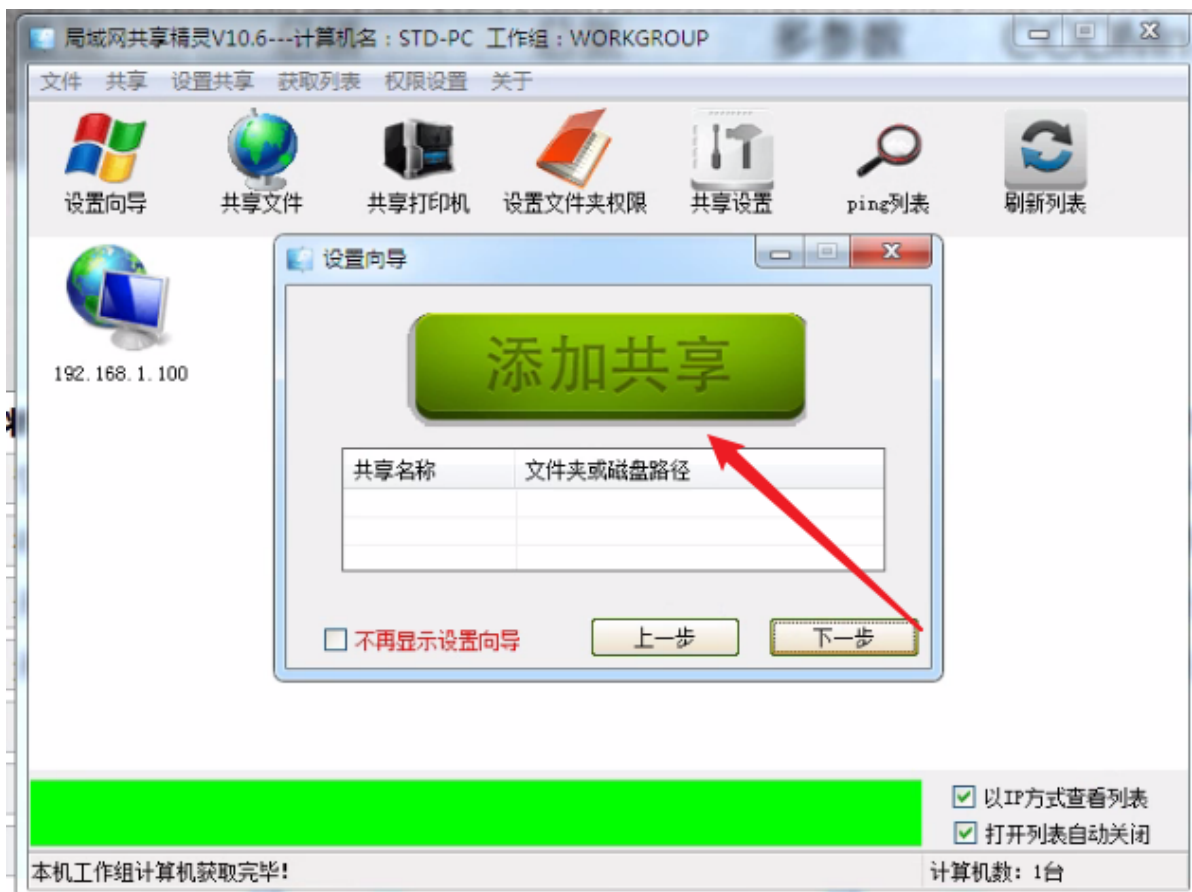 局域网共享精灵V10.6---计算机名：STD-PC 工作组：WORKGROUP
文件 共享 设置共享 获取列表 权限设置 关于
设置向导 共享文件 共享打印机 设置文件夹权限 共享设置 ping列表 刷新列表
设置向导
添加共享
192.168.1.100
共享名称 文件夹或磁盘路径
不再显示设置向导 上一步 下一步
以IP方式查看列表
打开列表自动关闭
本机工作组计算机获取完毕! 计算机数: 1台